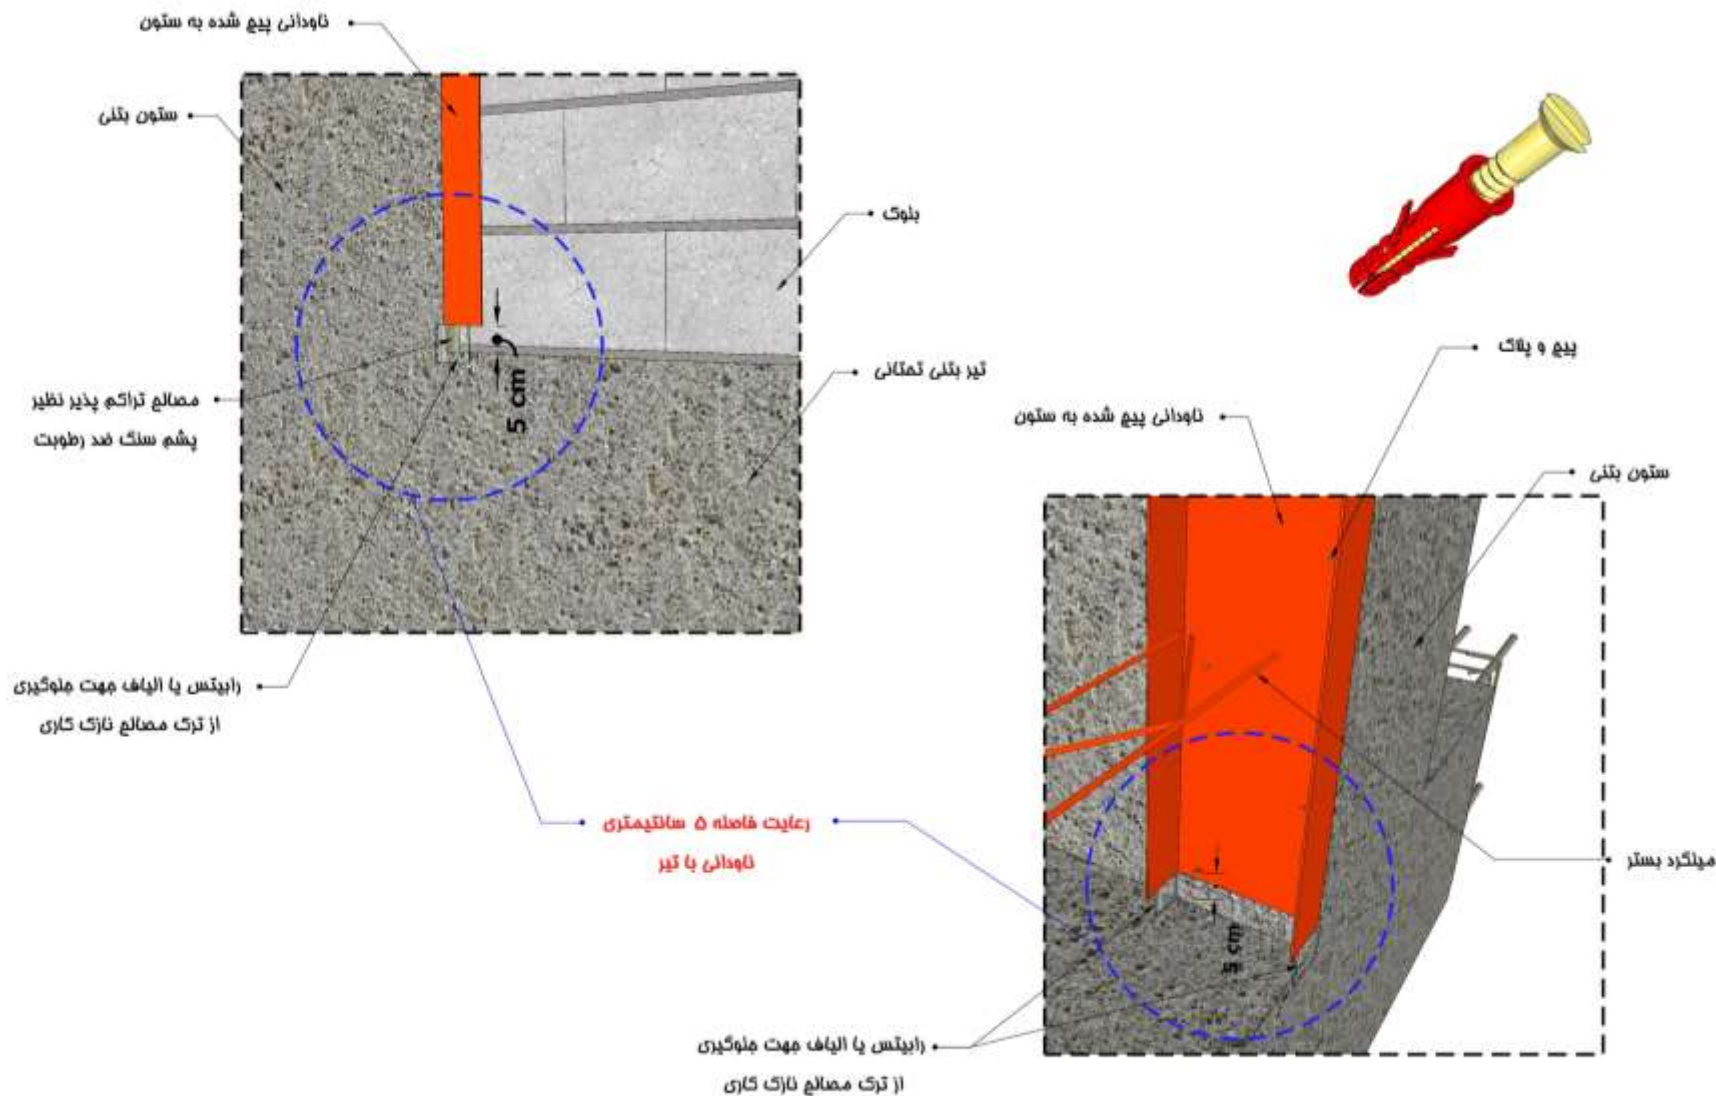 ناودانی پیچ شده به ستون
ستون بتنی
بلوک
5 cm
تیر بتنی تحتانی
مصالح تراکم پذیر نظیر
پشم سنگ ضد رطوبت
رابیتس یا الیاف جهت جلوگیری
از ترک مصالح نازک کاری
پیچ و پلاک
ناودانی پیچ شده به ستون
ستون بتنی
رعایت فاصله ۵ سانتیمتری
ناودانی با تیر
میلگرد بستر
5 cm
رابیتس یا الیاف جهت جلوگیری
از ترک مصالح نازک کاری